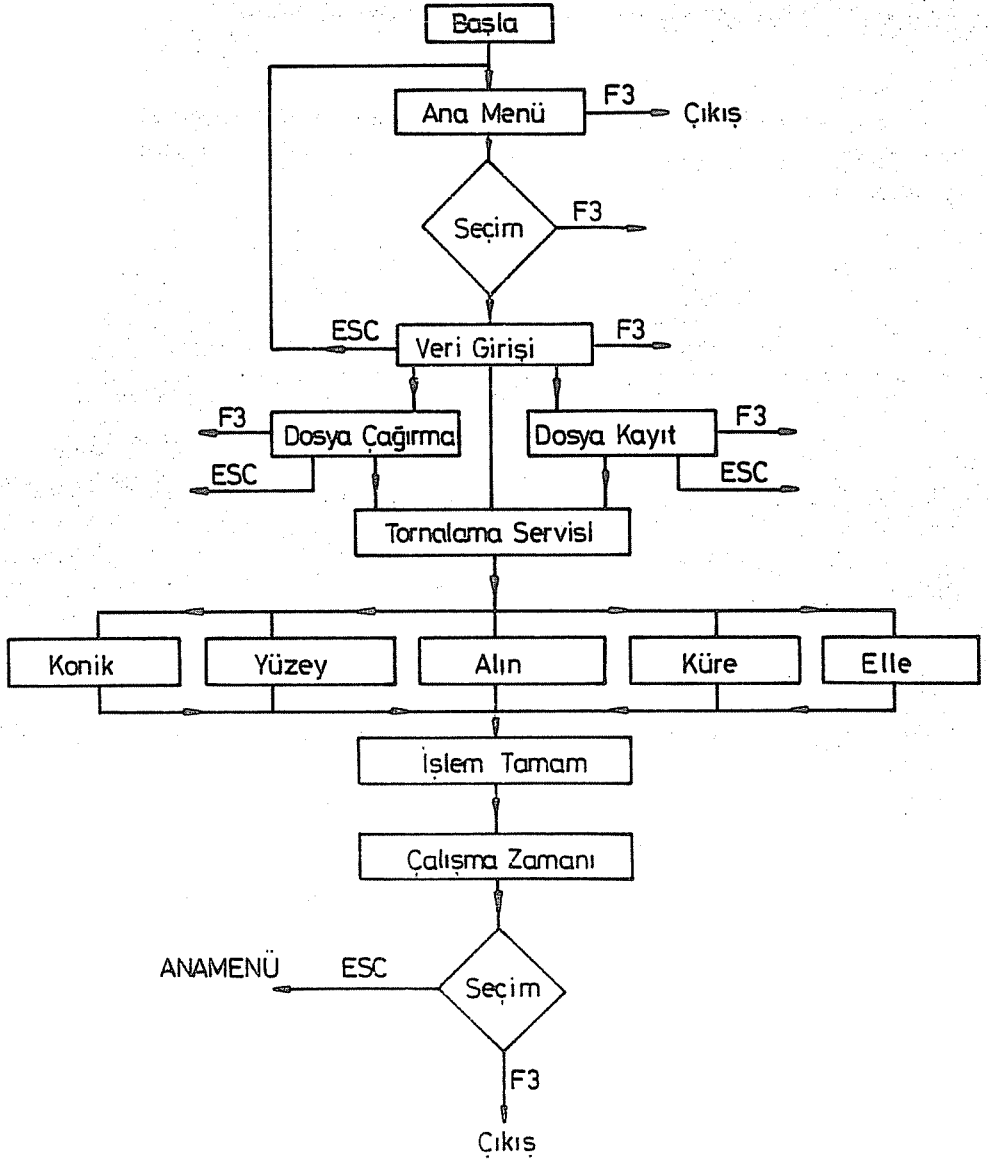 Başla
F3
Ana Menü
Çıkış
F3
Seçim
ESC
F3
Veri Girişi
F3
F3
Dosya Çağırma
Dosya Kayıt
ESC
ESC
Tornalama Servisi
Konik
Yüzey
Alın
Küre
Elle
İşlem Tamam
Çalışma Zamanı
ANAMENÜ
ESC
Seçim
F3
Çıkış